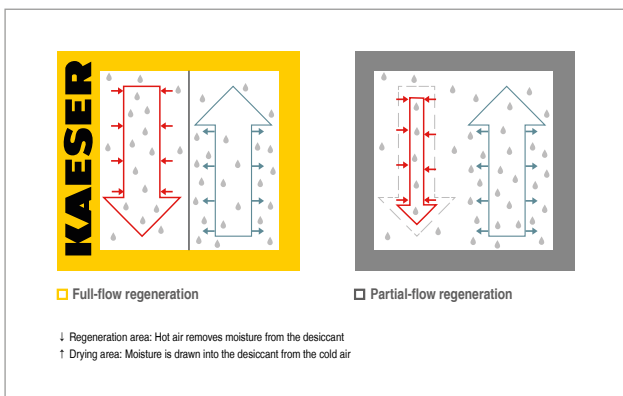 KAESER
Full-flow regeneration
Partial-flow regeneration
↓ Regeneration area: Hot air removes moisture from the desiccant
↑ Drying area: Moisture is drawn into the desiccant from the cold air